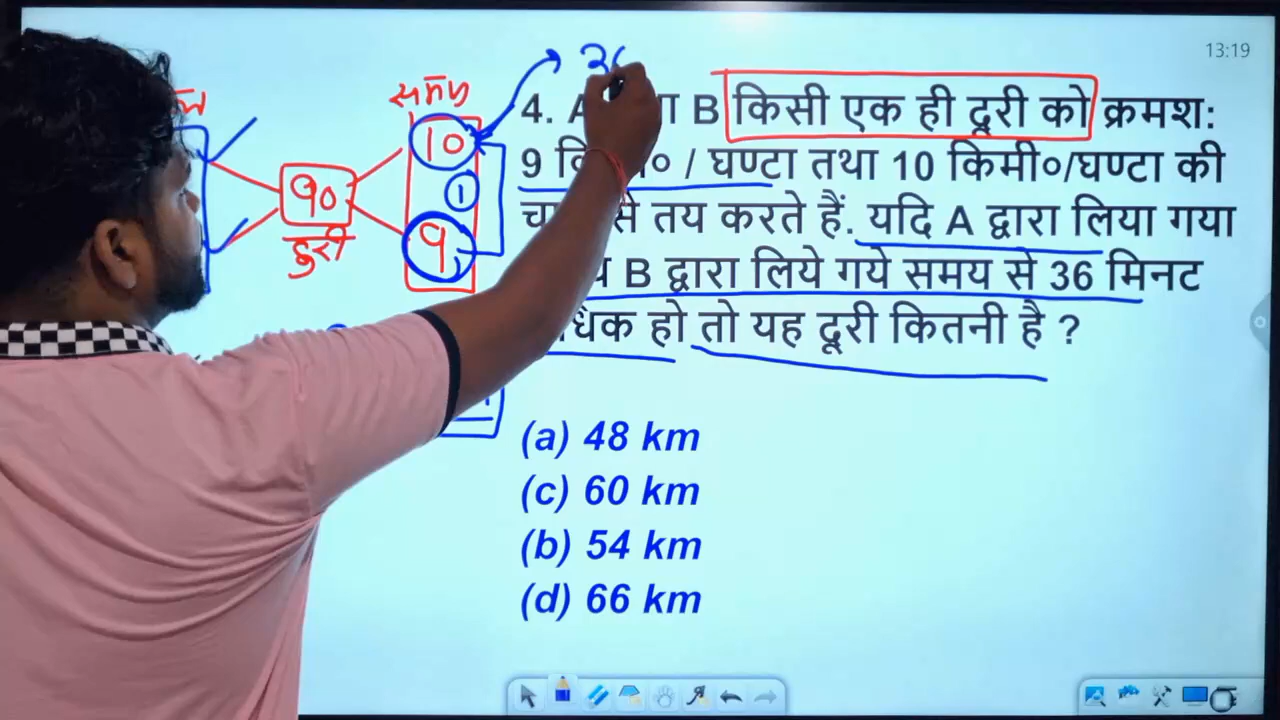 13:19
समय
10
1
9
90
दुरी
4. B किसी एक ही दूरी को क्रमश:
9 / घण्टा तथा 10 किमी०/घण्टा की
से तय करते हैं. यदि A द्वारा लिया गया
B द्वारा लिये गये समय से 36 मिनट
हो तो यह दूरी कितनी है ?
(a) 48 km
(c) 60 km
(b) 54 km
(d) 66 km